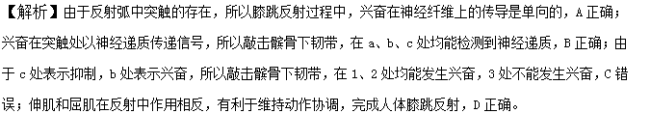 【解析】由于反射弧中突触的存在，所以膝跳反射过程中，兴奋在神经纤维上的传导是单向的，A正确；
兴奋在突触处以神经递质传递信号，所以敲击髌骨下韧带，在 a、b、c 处均能检测到神经递质，B正确；由
于 c 处表示抑制，b 处表示兴奋，所以敲击髌骨下韧带，在 1、2 处均能发生兴奋，3 处不能发生兴奋，C 错
误；伸肌和屈肌在反射中作用相反，有利于维持动作协调，完成人体膝跳反射，D正确。